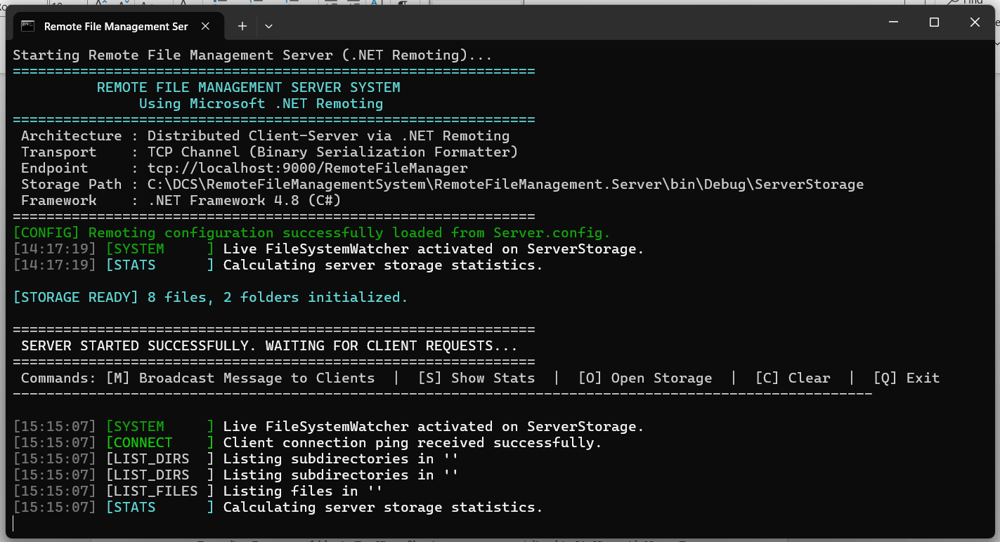 Remote File Management Ser
Starting Remote File Management Server (.NET Remoting)...
==============================================================
REMOTE FILE MANAGEMENT SERVER SYSTEM
Using Microsoft .NET Remoting
==============================================================
Architecture : Distributed Client-Server via .NET Remoting
Transport    : TCP Channel (Binary Serialization Formatter)
Endpoint     : tcp://localhost:9000/RemoteFileManager
Storage Path : C:\DCS\RemoteFileManagementSystem\RemoteFileManagement.Server\bin\Debug\ServerStorage
Framework    : .NET Framework 4.8 (C#)
==============================================================
[CONFIG] Remoting configuration successfully loaded from Server.config.
[14:17:19] [SYSTEM     ] Live FileSystemWatcher activated on ServerStorage.
[14:17:19] [STATS      ] Calculating server storage statistics.
[STORAGE READY] 8 files, 2 folders initialized.
==============================================================
SERVER STARTED SUCCESSFULLY. WAITING FOR CLIENT REQUESTS...
==============================================================
Commands: [M] Broadcast Message to Clients  |  [S] Show Stats  |  [O] Open Storage  |  [C] Clear  |  [Q] Exit
------------------------------------------------------------------------------------------------------
[15:15:07] [SYSTEM     ] Live FileSystemWatcher activated on ServerStorage.
[15:15:07] [CONNECT    ] Client connection ping received successfully.
[15:15:07] [LIST_DIRS  ] Listing subdirectories in ''
[15:15:07] [LIST_DIRS  ] Listing subdirectories in ''
[15:15:07] [LIST_FILES ] Listing files in ''
[15:15:07] [STATS      ] Calculating server storage statistics.